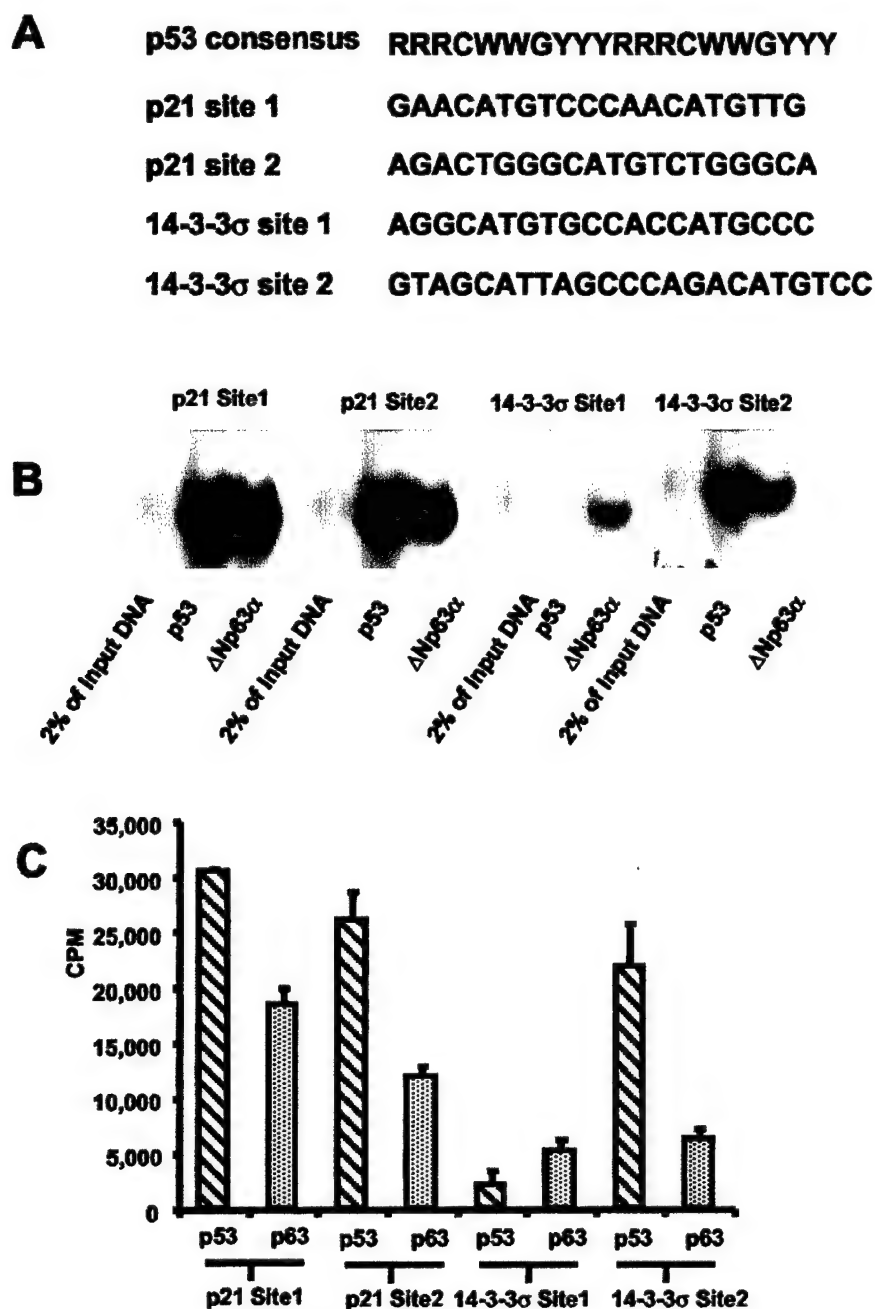 A
p53 consensus RRRCWWGYYYRRRCWWGYYY
p21 site 1 GAACATGTCCCAACATGTTG
p21 site 2 AGACTGGGCATGTCTGGGCA
14-3-3σ site 1 AGGCATGTGCCACCATGCCC
14-3-3σ site 2 GTAGCATTAGCCCAGACATGTCC
p21 Site1 p21 Site2 14-3-3σ Site1 14-3-3σ Site2
B
2% of Input DNA p53 ΔNp63α 2% of Input DNA p53 ΔNp63α 2% of Input DNA p53 ΔNp63α 2% of Input DNA p53 ΔNp63α
C
CPM
35,000
30,000
25,000
20,000
15,000
10,000
5,000
0
p53 p63 p53 p63 p53 p63 p53 p63
p21 Site1 p21 Site2 14-3-3σ Site1 14-3-3σ Site2